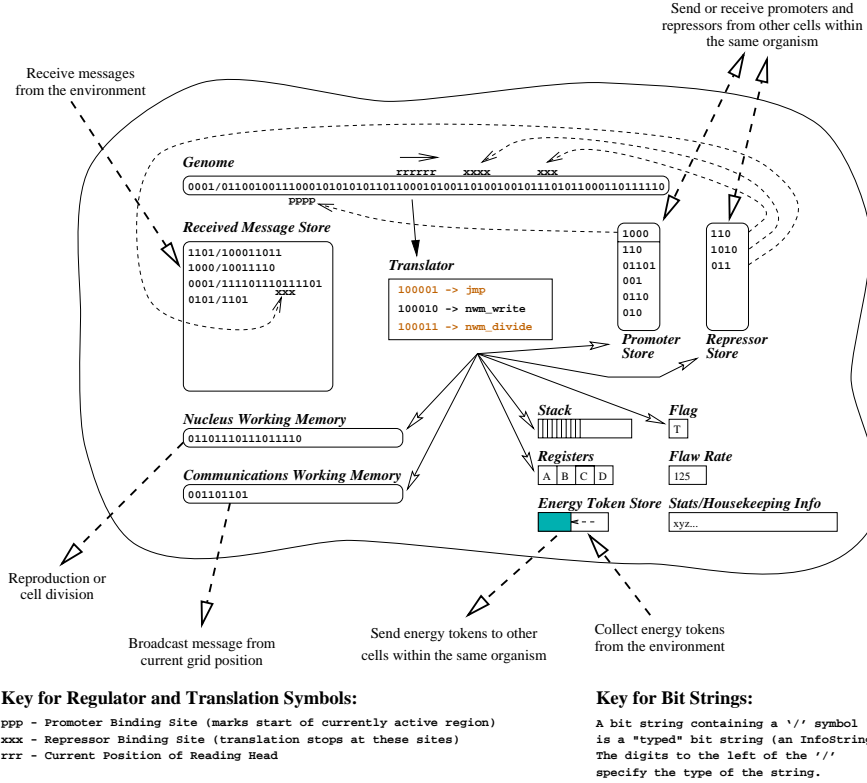 Send or receive promoters and
repressors from other cells within
the same organism
Receive messages
from the environment
Genome
rrrrrr
xxxx
xxx
0001/01100100111000101010101101100010100110100100101110101100011011110
PPPP
Received Message Store
1101/100011011
1000/10011110
0001/111101110111101
xxx
0101/1101
Translator
100001 -> jmp
100010 -> nwm_write
100011 -> nwm_divide
1000
110
01101
001
0110
010
Promoter
Store
110
1010
011
Repressor
Store
Nucleus Working Memory
01101110111011110
Communications Working Memory
001101101
Stack
Flag
T
Registers
A B C D
Flaw Rate
125
Energy Token Store
Stats/Housekeeping Info
xyz...
Reproduction or
cell division
Broadcast message from
current grid position
Send energy tokens to other
cells within the same organism
Collect energy tokens
from the environment
Key for Regulator and Translation Symbols:
ppp - Promoter Binding Site (marks start of currently active region)
xxx - Repressor Binding Site (translation stops at these sites)
rrr - Current Position of Reading Head
Key for Bit Strings:
A bit string containing a '/' symbol
is a "typed" bit string (an InfoString
The digits to the left of the '/'
specify the type of the string.